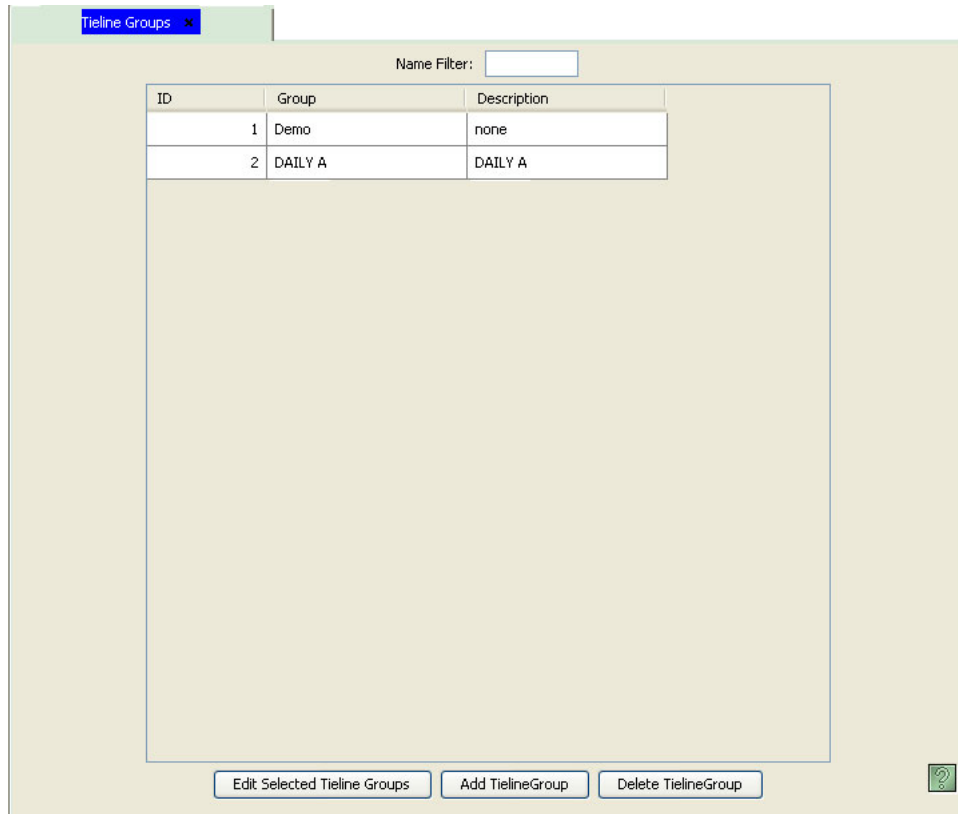 Tieline Groups ×
Name Filter:
ID Group Description
1 Demo none
2 DAILY A DAILY A
Edit Selected Tieline Groups Add TielineGroup Delete TielineGroup ?